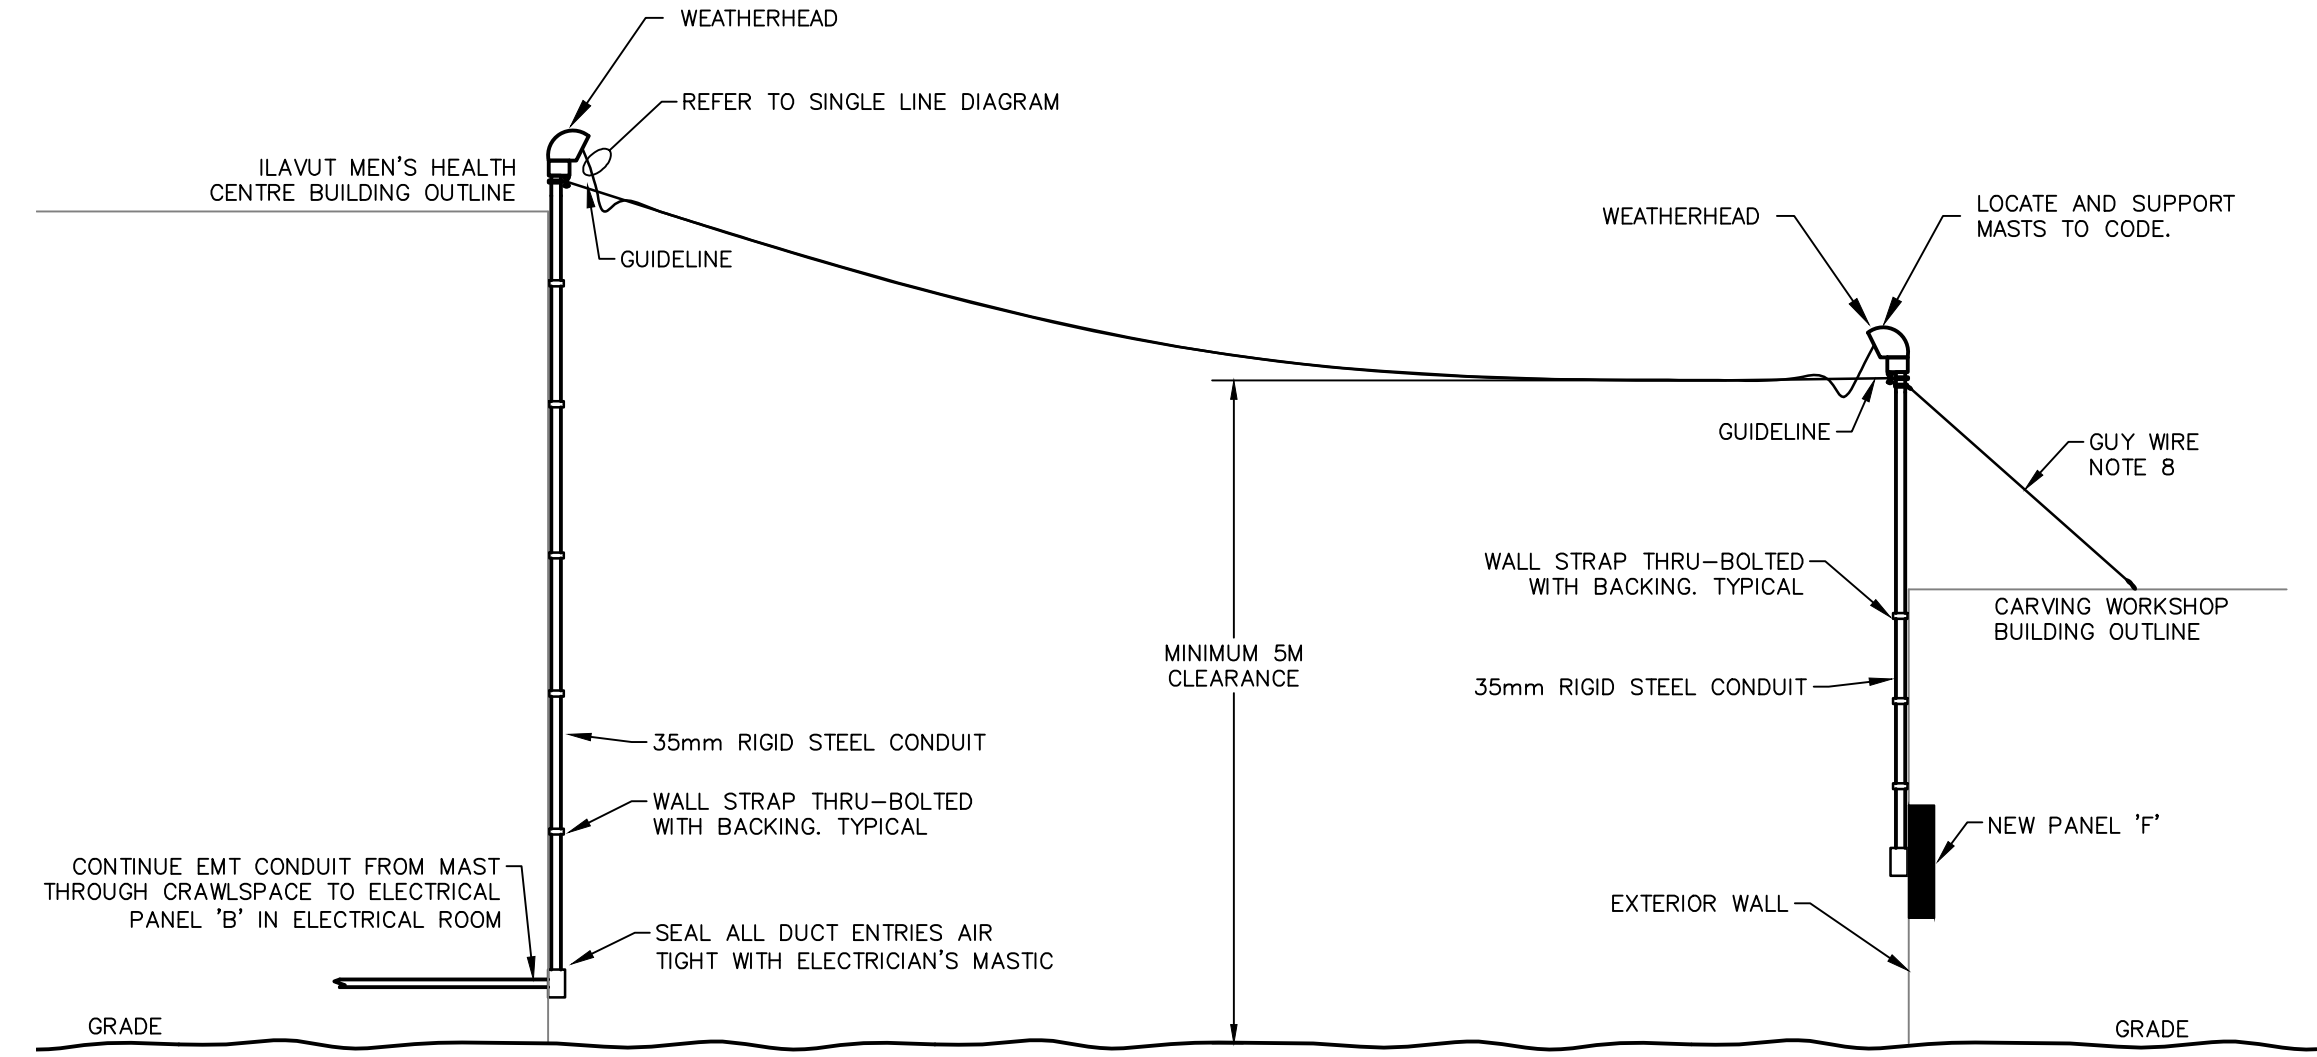 WEATHERHEAD
REFER TO SINGLE LINE DIAGRAM
ILAVUT MEN'S HEALTH
CENTRE BUILDING OUTLINE
GUIDELINE
WEATHERHEAD
LOCATE AND SUPPORT
MASTS TO CODE.
GUIDELINE
GUY WIRE
NOTE 8
WALL STRAP THRU-BOLTED
WITH BACKING. TYPICAL
CARVING WORKSHOP
BUILDING OUTLINE
MINIMUM 5M
CLEARANCE
35mm RIGID STEEL CONDUIT
35mm RIGID STEEL CONDUIT
WALL STRAP THRU-BOLTED
WITH BACKING. TYPICAL
NEW PANEL 'F'
CONTINUE EMT CONDUIT FROM MAST
THROUGH CRAWLSPACE TO ELECTRICAL
PANEL 'B' IN ELECTRICAL ROOM
EXTERIOR WALL
SEAL ALL DUCT ENTRIES AIR
TIGHT WITH ELECTRICIAN'S MASTIC
GRADE
GRADE